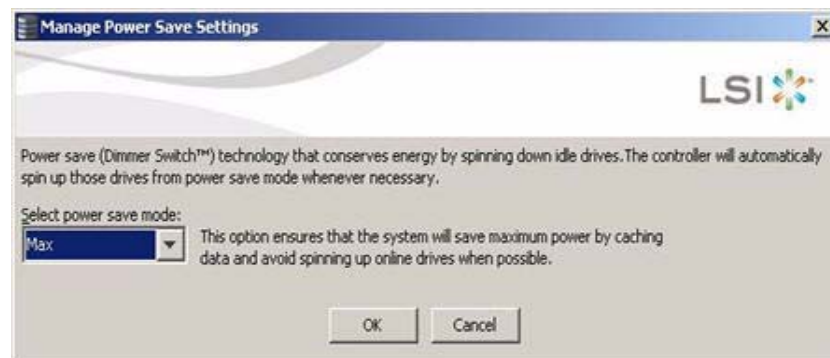 Manage Power Save Settings
LSI
Power save (Dimmer Switch™) technology that conserves energy by spinning down idle drives.The controller will automatically
spin up those drives from power save mode whenever necessary.
Select power save mode:
Max
This option ensures that the system will save maximum power by caching
data and avoid spinning up online drives when possible.
OK
Cancel